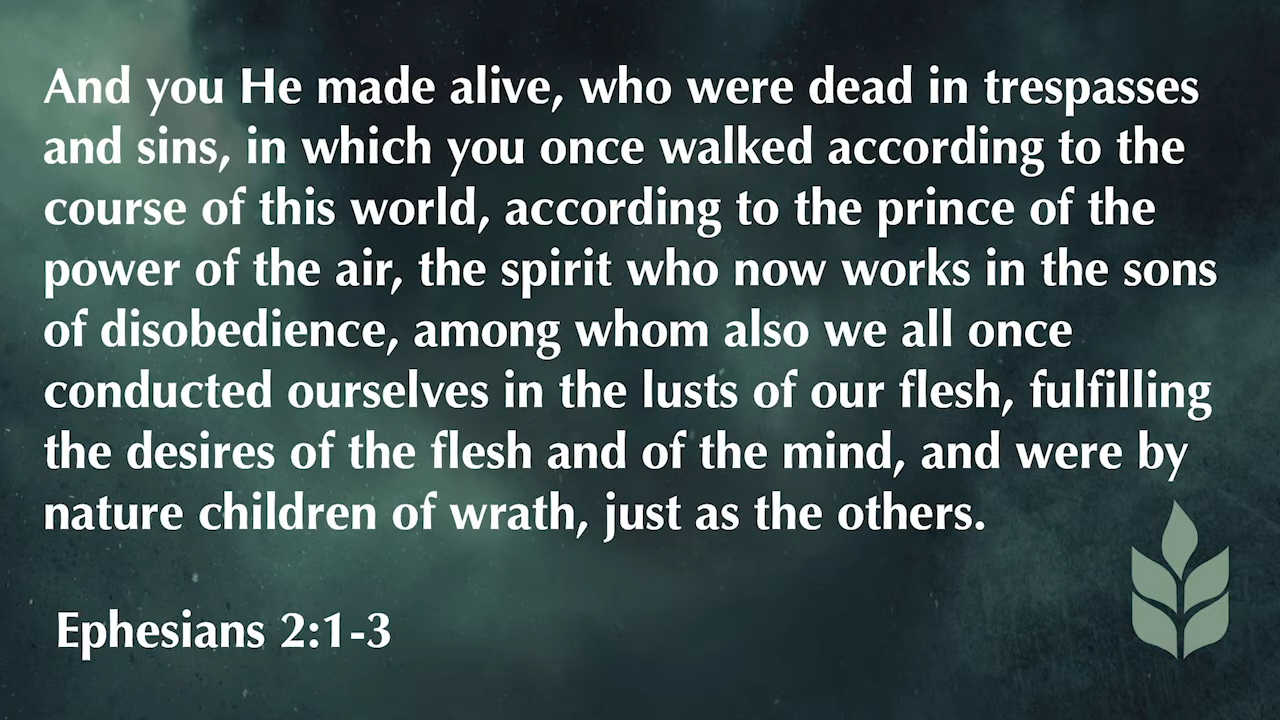 And you He made alive, who were dead in trespasses
and sins, in which you once walked according to the
course of this world, according to the prince of the
power of the air, the spirit who now works in the sons
of disobedience, among whom also we all once
conducted ourselves in the lusts of our flesh, fulfilling
the desires of the flesh and of the mind, and were by
nature children of wrath, just as the others.
Ephesians 2:1-3